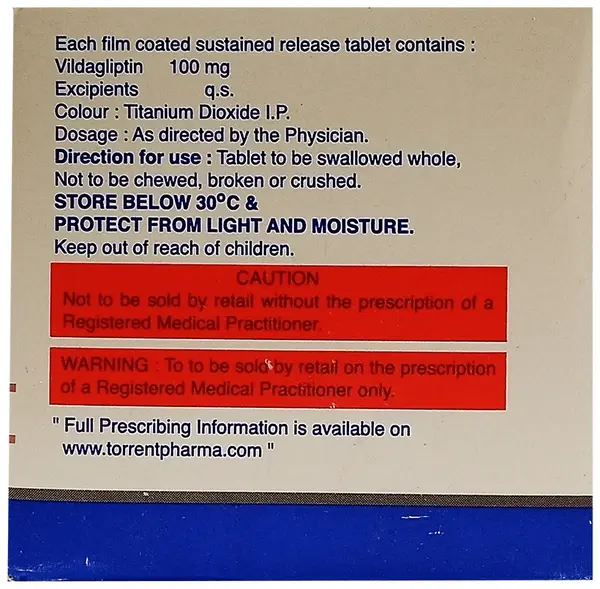 Each film coated sustained release tablet contains :
Vildagliptin 100 mg
Excipients q.s.
Colour : Titanium Dioxide I.P.
Dosage : As directed by the Physician.
Direction for use : Tablet to be swallowed whole,
Not to be chewed, broken or crushed.
STORE BELOW 30°C &
PROTECT FROM LIGHT AND MOISTURE.
Keep out of reach of children.
CAUTION
Not to be sold by retail without the prescription of a
Registered Medical Practitioner.
WARNING : To to be sold by retail on the prescription
of a Registered Medical Practitioner only.
" Full Prescribing Information is available on
www.torrentpharma.com "